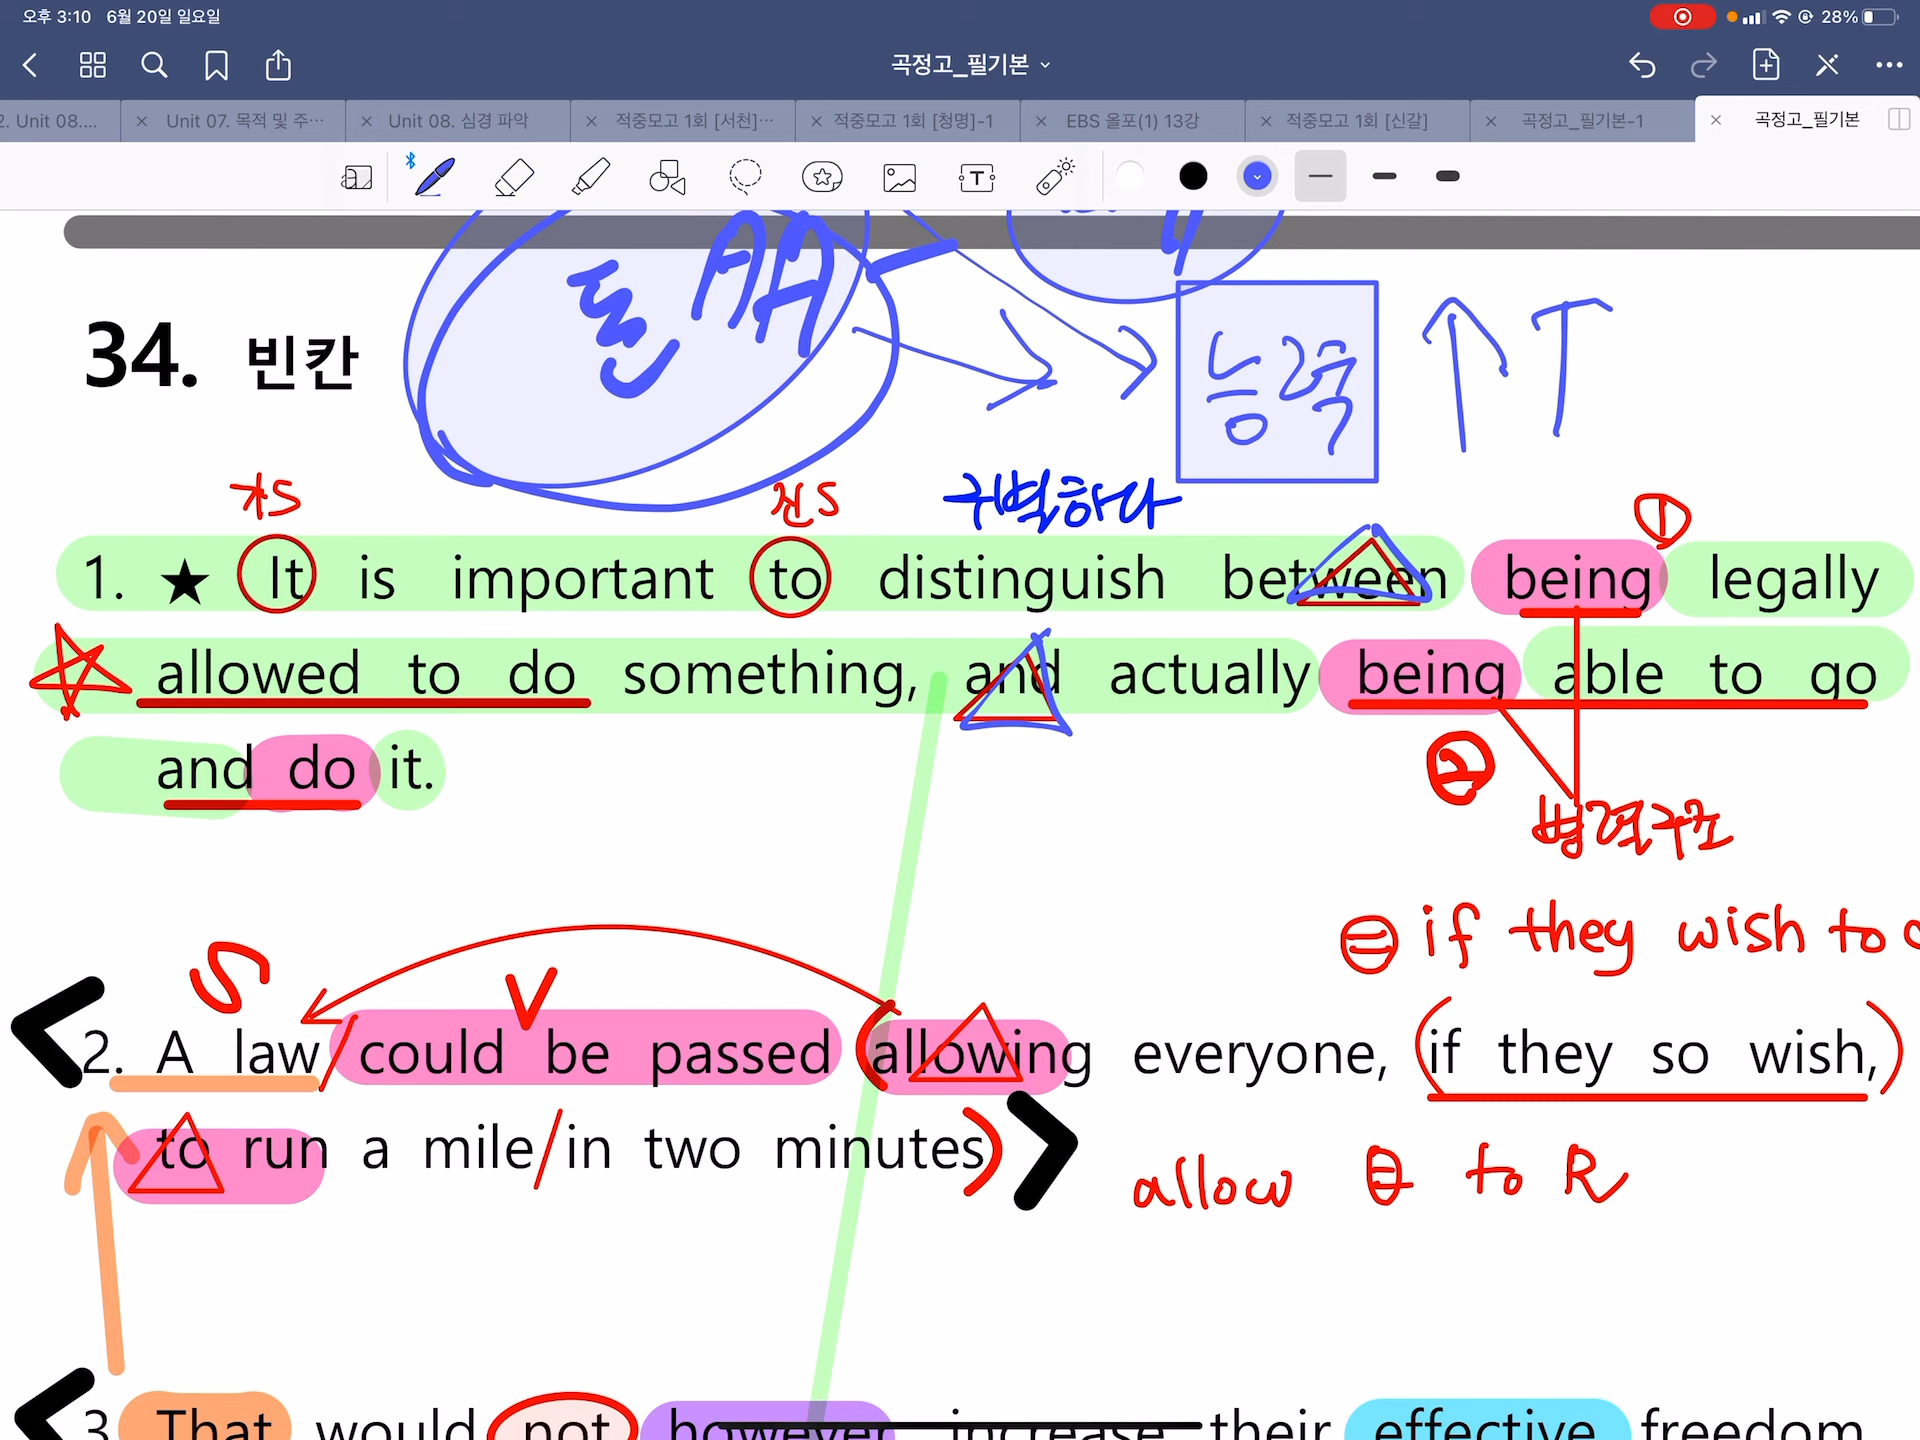 오후 3:10 6월 20일 일요일
28%
곡정고_필기본
2. Unit 08.... × Unit 07. 목적 및 주… × Unit 08. 심경 파악 × 적중모고 1회 [서천]… × 적중모고 1회 [청명]-1 × EBS 올포(1) 13강 × 적중모고 1회 [신갈] × 곡정고_필기본-1 × 곡정고_필기본
돈
능력 ↑ T
34. 빈칸
가S 진S 구별하다 ①
1. ★ It is important to distinguish between being legally
allowed to do something, and actually being able to go
and do it.
②
병렬구조
= if they wish to
S V
2. A law could be passed allowing everyone, if they so wish,
to run a mile in two minutes
allow to R
3 That would not however increase their effective freedom